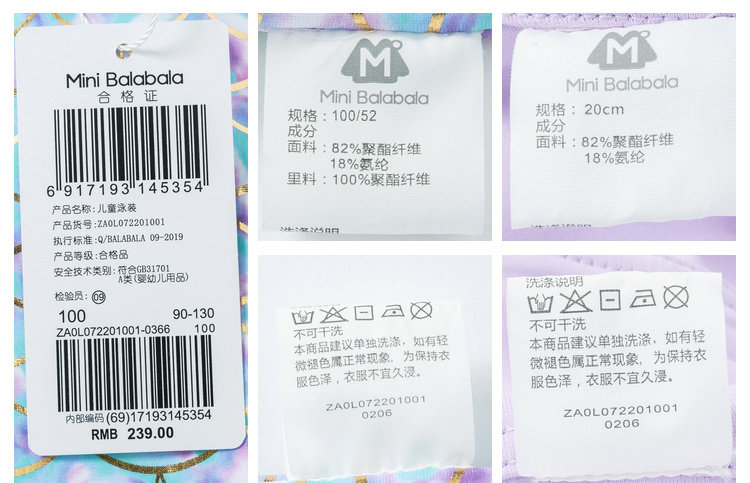 Mini Balabala
合格证
6 917193 145354
产品名称:儿童泳装
产品货号:ZA0L072201001
执行标准:Q/BALABALA 09-2019
产品等级:合格品
安全技术类别:符合GB31701
A类(婴幼儿用品)
检验员:09
100 90-130
ZA0L072201001-0366 100
内部编码(69)17193145354
RMB 239.00
M
Mini Balabala
规格:100/52
成分
面料:82%聚酯纤维
18%氨纶
里料:100%聚酯纤维
洗涤说明
M
Mini Balabala
规格:20cm
成分
面料:82%聚酯纤维
18%氨纶
不可干洗
本商品建议单独洗涤,如有轻
微褪色属正常现象,为保持衣
服色泽,衣服不宜久浸。
ZA0L072201001
0206
洗涤说明
不可干洗
本商品建议单独洗涤,如有轻
微褪色属正常现象,为保持衣
服色泽,衣服不宜久浸。
ZA0L072201001
0206